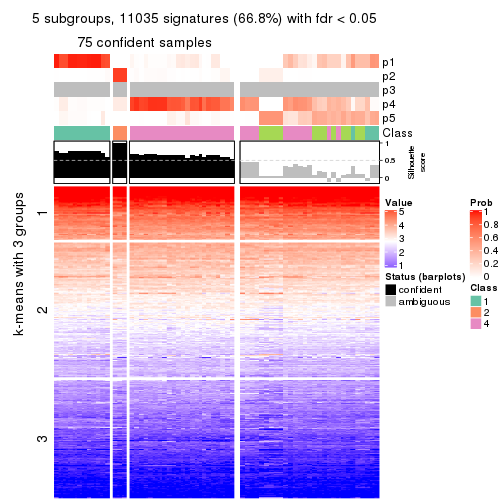 5 subgroups, 11035 signatures (66.8%) with fdr < 0.05
75 confident samples
p1
p2
p3
p4
p5
Class
1
0.5
0
Silhouette
score
k-means with 3 groups
1
2
3
Value
5
4
3
2
1
Status (barplots)
confident
ambiguous
Prob
1
0.8
0.6
0.4
0.2
0
Class
1
2
4